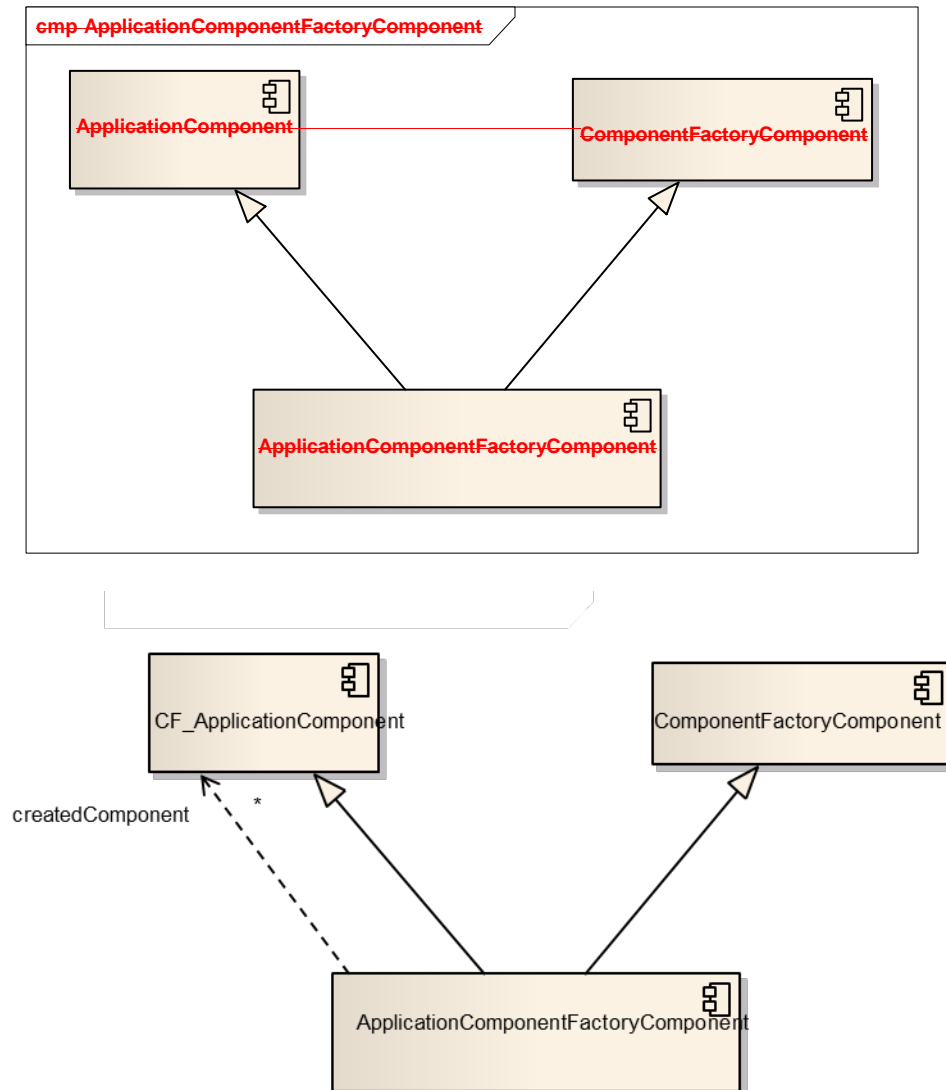 cmp ApplicationComponentFactoryComponent
ApplicationComponent
ComponentFactoryComponent
ApplicationComponentFactoryComponent
CF_ApplicationComponent
ComponentFactoryComponent
*
createdComponent
ApplicationComponentFactoryComponent